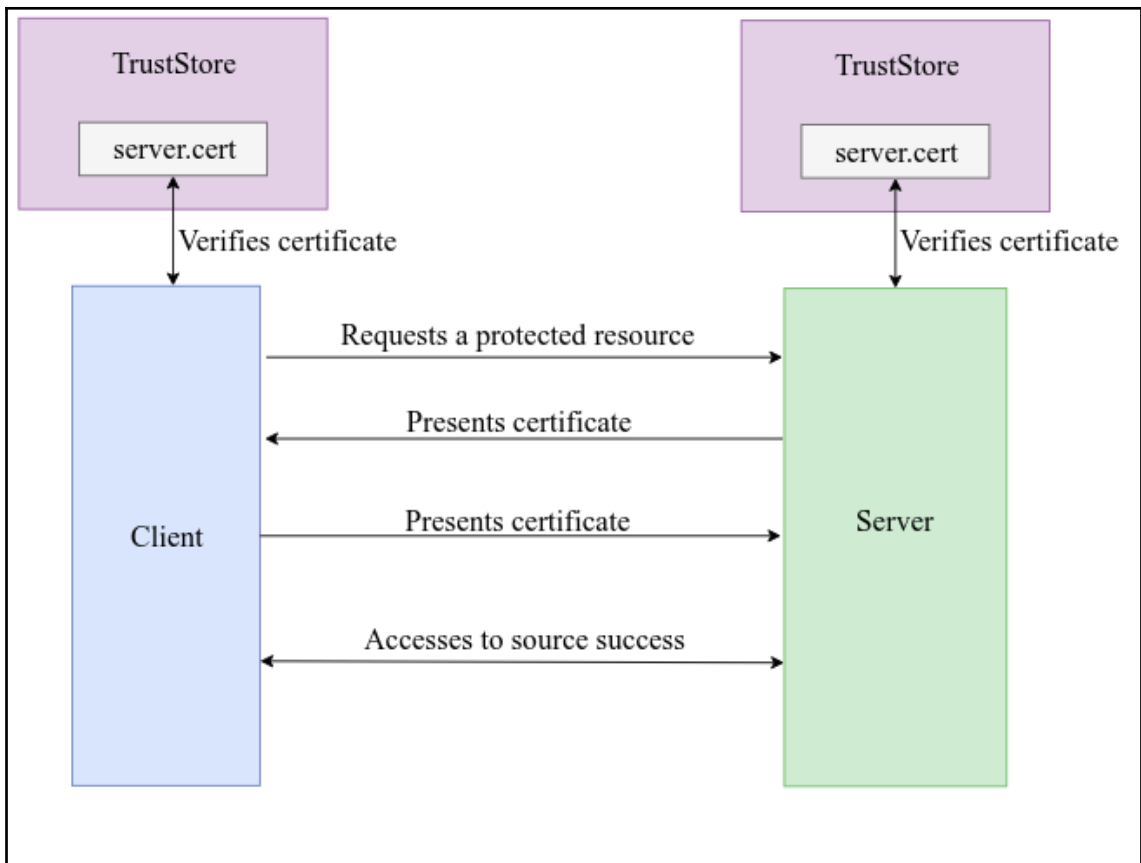 TrustStore
server.cert
Verifies certificate
TrustStore
server.cert
Verifies certificate
Requests a protected resource
Presents certificate
Presents certificate
Accesses to source success
Client
Server